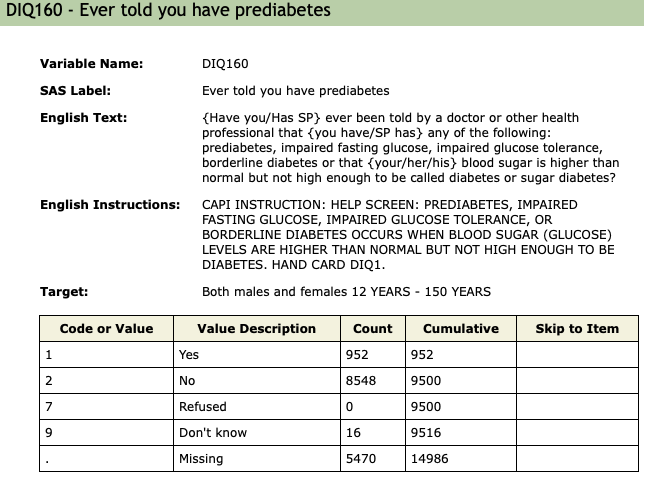 DIQ160 - Ever told you have prediabetes
Variable Name: DIQ160
SAS Label: Ever told you have prediabetes
English Text: {Have you/Has SP} ever been told by a doctor or other health
professional that {you have/SP has} any of the following:
prediabetes, impaired fasting glucose, impaired glucose tolerance,
borderline diabetes or that {your/her/his} blood sugar is higher than
normal but not high enough to be called diabetes or sugar diabetes?
English Instructions: CAPI INSTRUCTION: HELP SCREEN: PREDIABETES, IMPAIRED
FASTING GLUCOSE, IMPAIRED GLUCOSE TOLERANCE, OR
BORDERLINE DIABETES OCCURS WHEN BLOOD SUGAR (GLUCOSE)
LEVELS ARE HIGHER THAN NORMAL BUT NOT HIGH ENOUGH TO BE
DIABETES. HAND CARD DIQ1.
Target: Both males and females 12 YEARS - 150 YEARS
Code or Value Value Description Count Cumulative Skip to Item
1 Yes 952 952
2 No 8548 9500
7 Refused 0 9500
9 Don't know 16 9516
. Missing 5470 14986